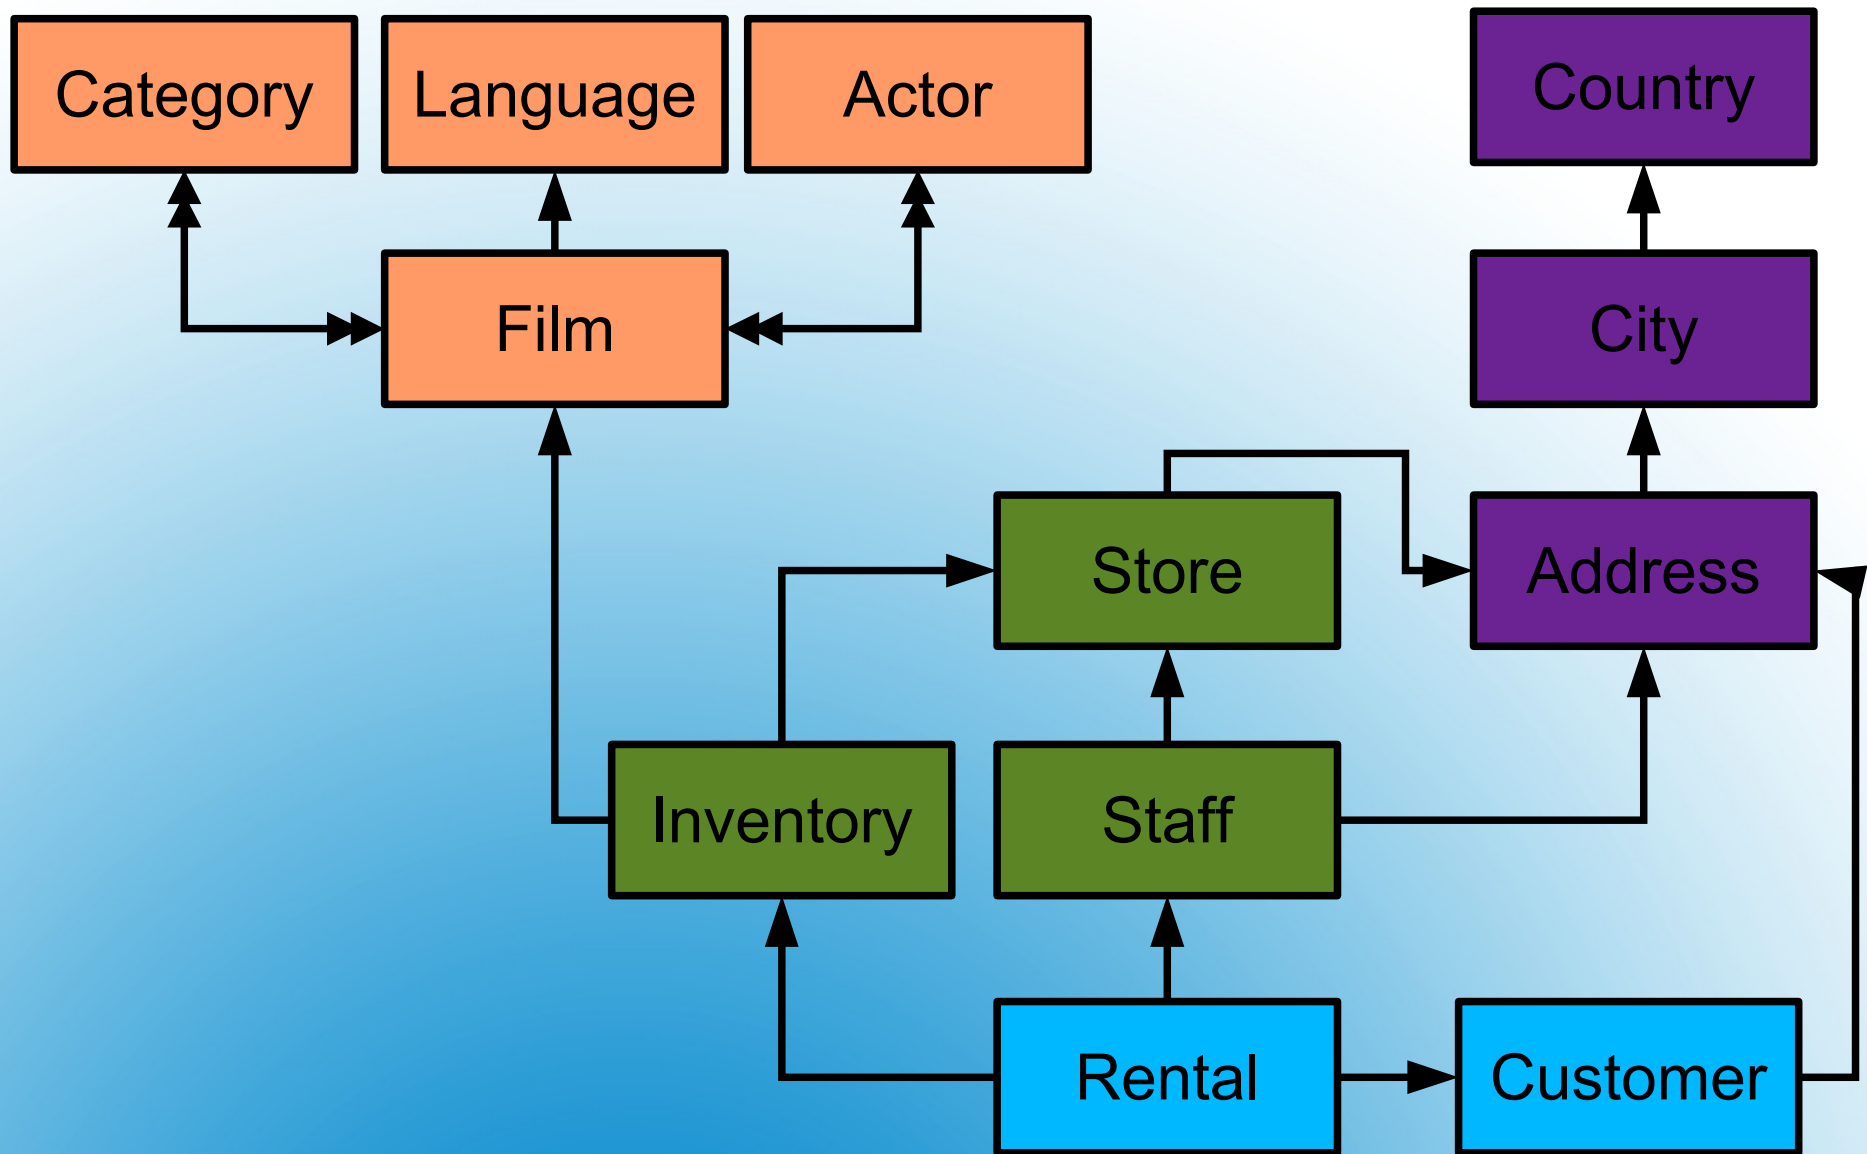 Category
Language
Actor
Country
Film
City
Store
Address
Inventory
Staff
Rental
Customer